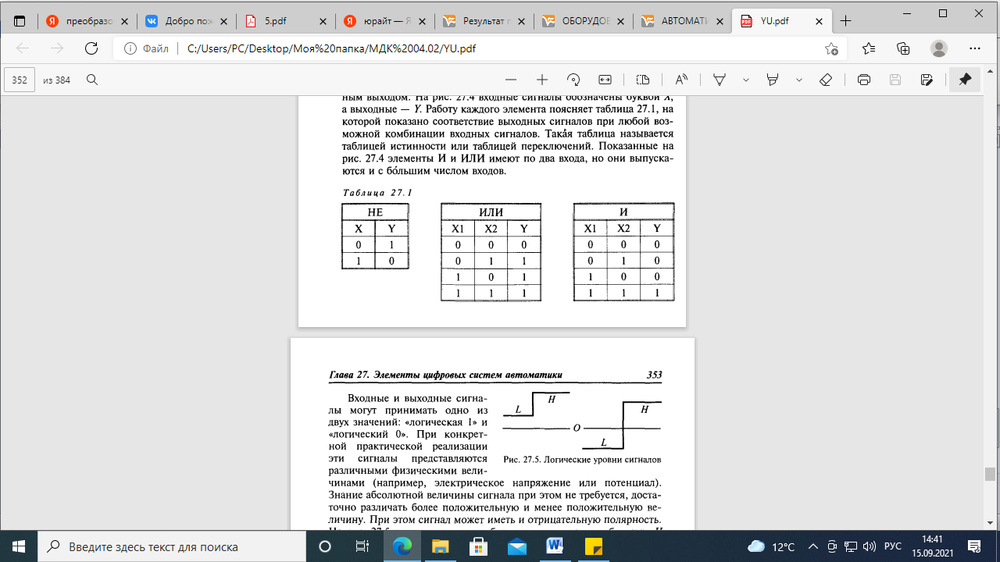 преобразо
Добро пож
5.pdf
юрайт — Я
Результат п
ОБОРУДОВ
АВТОМАТИ
YU.pdf
Файл
C:/Users/PC/Desktop/Моя%20папка/МДК%2004.02/YU.pdf
352
из 384
ным выходом. На рис. 27.4 входные сигналы обозначены буквой X,
а выходные — Y. Работу каждого элемента поясняет таблица 27.1, на
которой показано соответствие выходных сигналов при любой воз-
можной комбинации входных сигналов. Такая таблица называется
таблицей истинности или таблицей переключений. Показанные на
рис. 27.4 элементы И и ИЛИ имеют по два входа, но они выпуска-
ются и с бóльшим числом входов.
Таблица 27.1
НЕ
X Y
0 1
1 0
ИЛИ
X1 X2 Y
0 0 0
0 1 1
1 0 1
1 1 1
И
X1 X2 Y
0 0 0
0 1 0
1 0 0
1 1 1
Глава 27. Элементы цифровых систем автоматики 353
Входные и выходные сигна-
лы могут принимать одно из
двух значений: «логическая 1» и
«логический 0». При конкрет-
ной практической реализации
эти сигналы представляются
различными физическими вели-
L H
O
L H
Рис. 27.5. Логические уровни сигналов
чинами (например, электрическое напряжение или потенциал).
Знание абсолютной величины сигнала при этом не требуется, доста-
точно различать более положительную и менее положительную ве-
личину. При этом сигнал может иметь и отрицательную полярность.
Введите здесь текст для поиска
12°C
РУС
14:41
15.09.2021